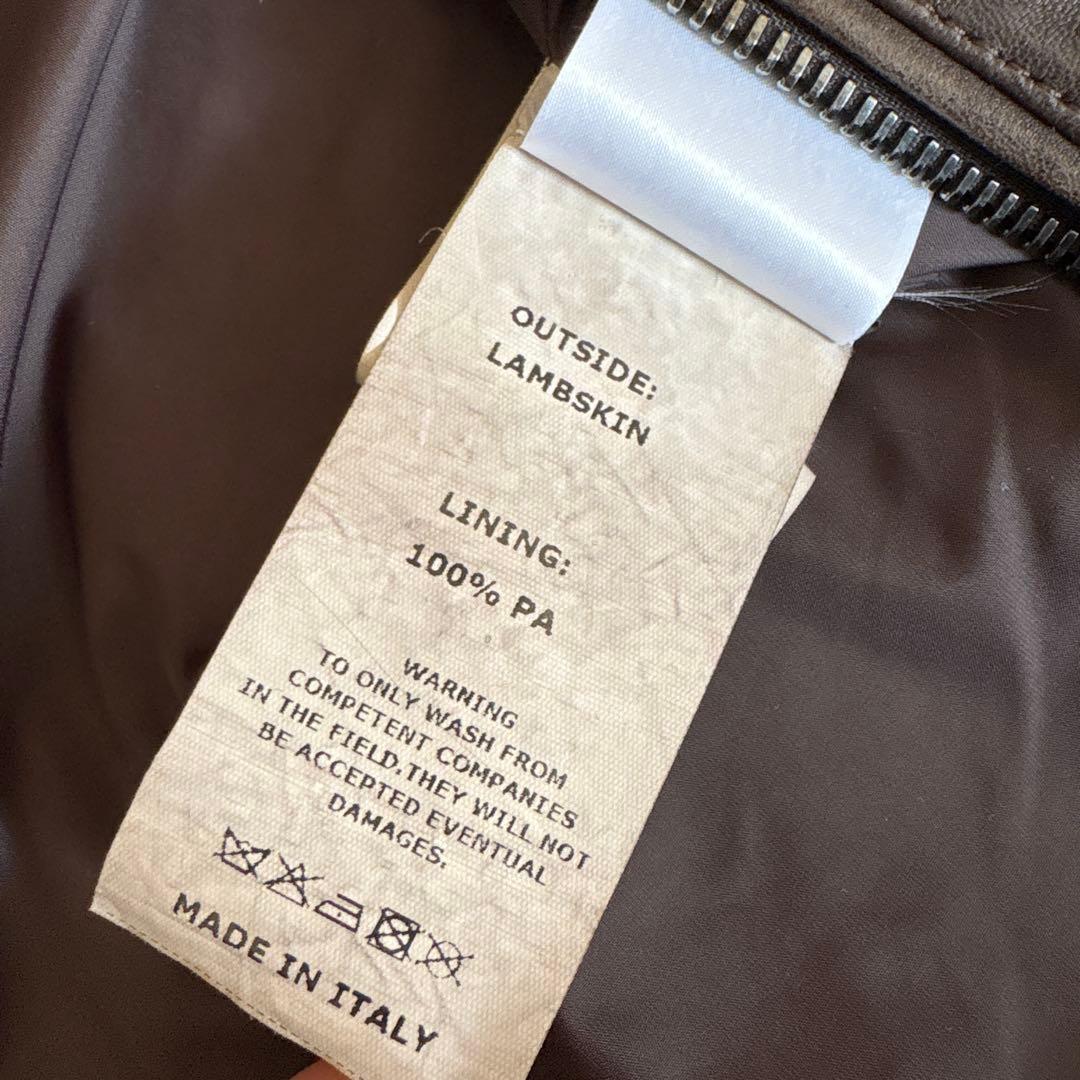 OUTSIDE:
LAMBSKIN
LINING:
100% PA
WARNING
TO ONLY WASH FROM
COMPETENT COMPANIES
IN THE FIELD.THEY WILL NOT
BE ACCEPTED EVENTUAL
DAMAGES.
MADE IN ITALY